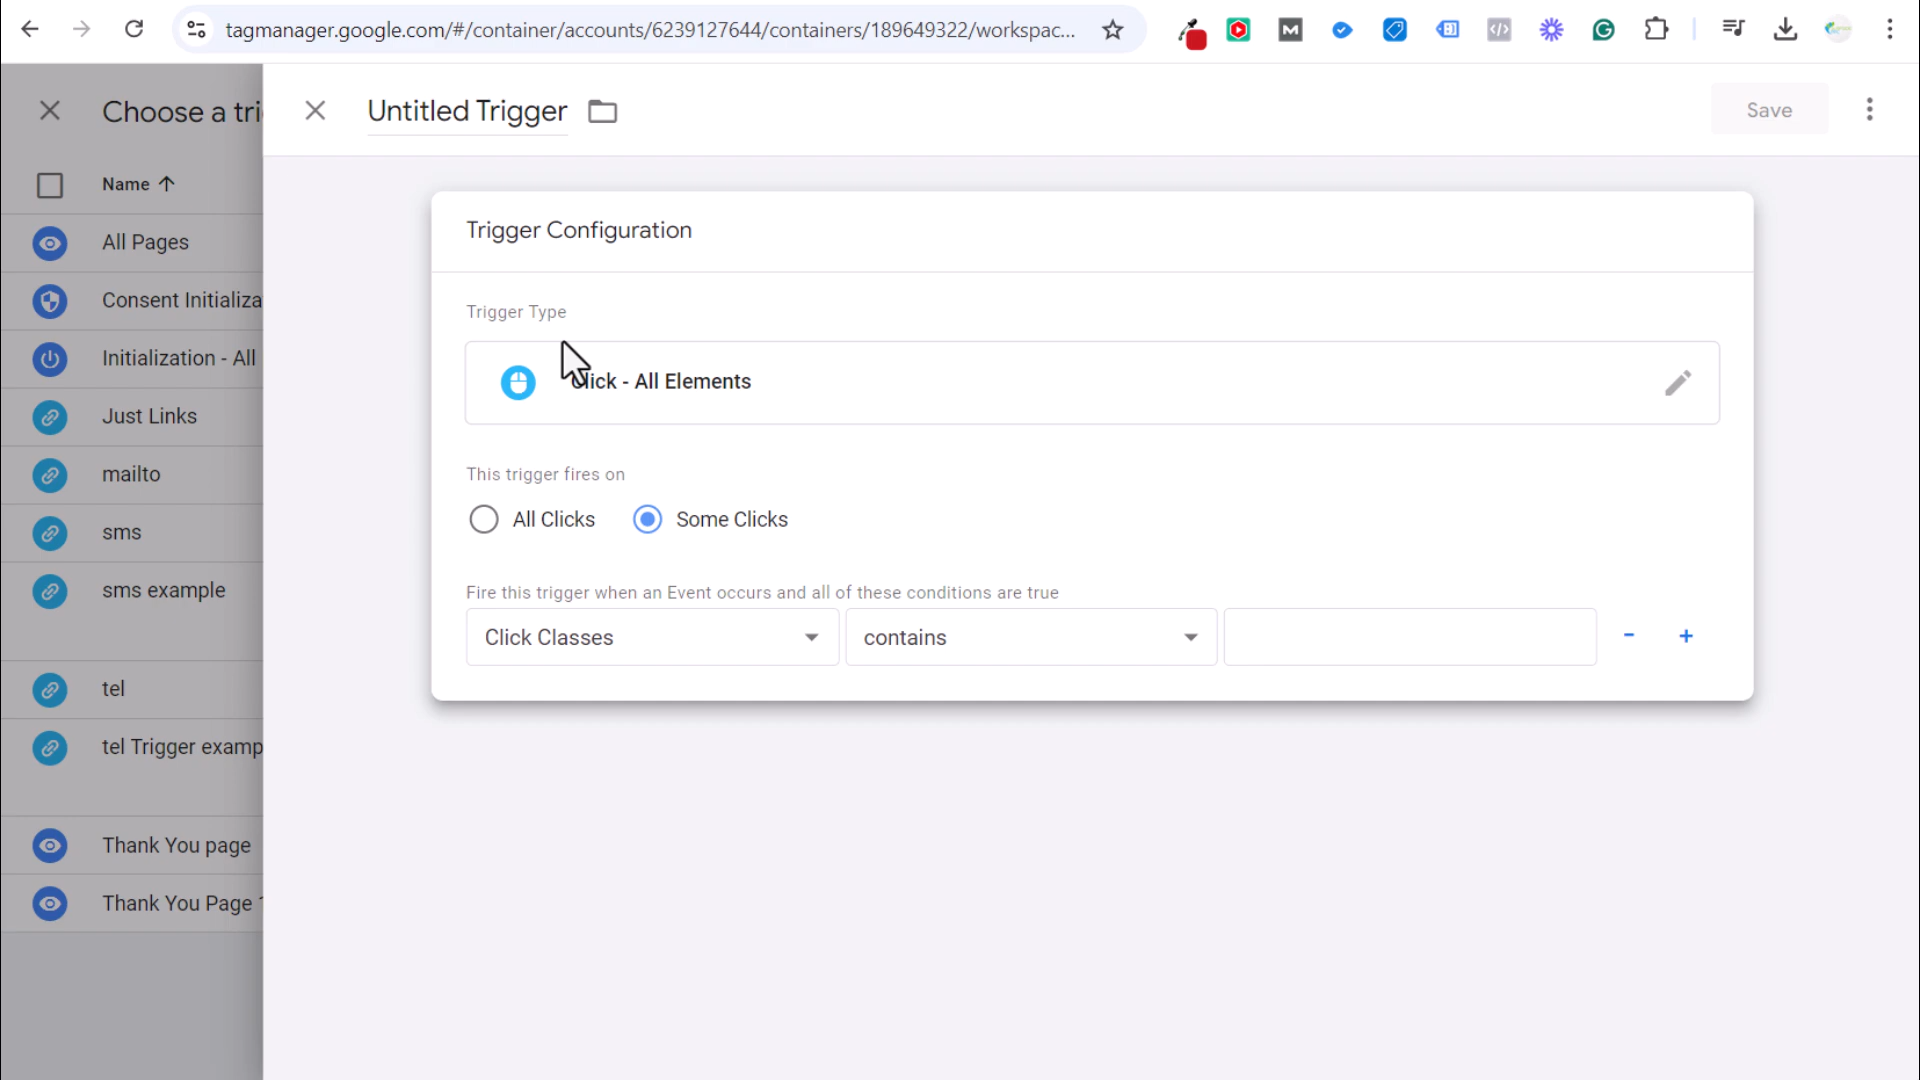 tagmanager.google.com/#/container/accounts/6239127644/containers/189649322/workspac...
Choose a tri
Untitled Trigger
Save
Name
All Pages
Consent Initializa
Initialization - All
Just Links
mailto
sms
sms example
tel
tel Trigger examp
Thank You page
Thank You Page
Trigger Configuration
Trigger Type
Click - All Elements
This trigger fires on
All Clicks
Some Clicks
Fire this trigger when an Event occurs and all of these conditions are true
Click Classes
contains